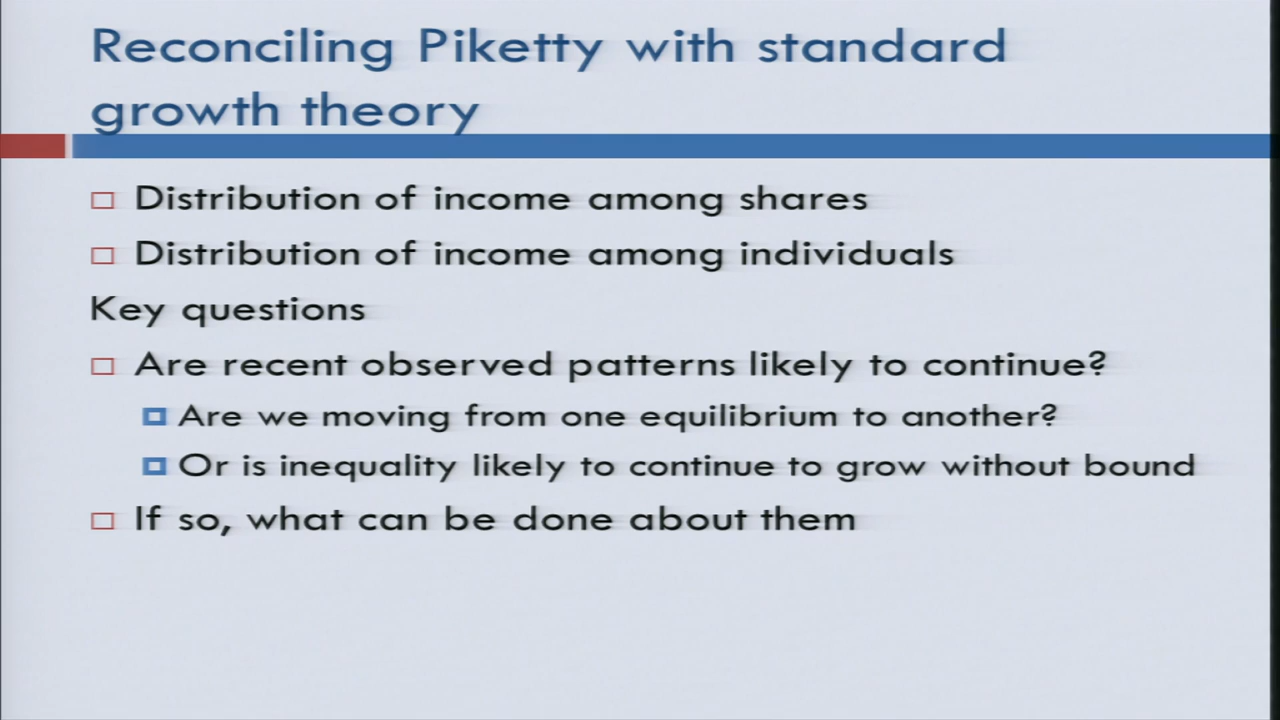 Reconciling Piketty with standard
growth theory
Distribution of income among shares
Distribution of income among individuals
Key questions
Are recent observed patterns likely to continue?
Are we moving from one equilibrium to another?
Or is inequality likely to continue to grow without bound
If so, what can be done about them